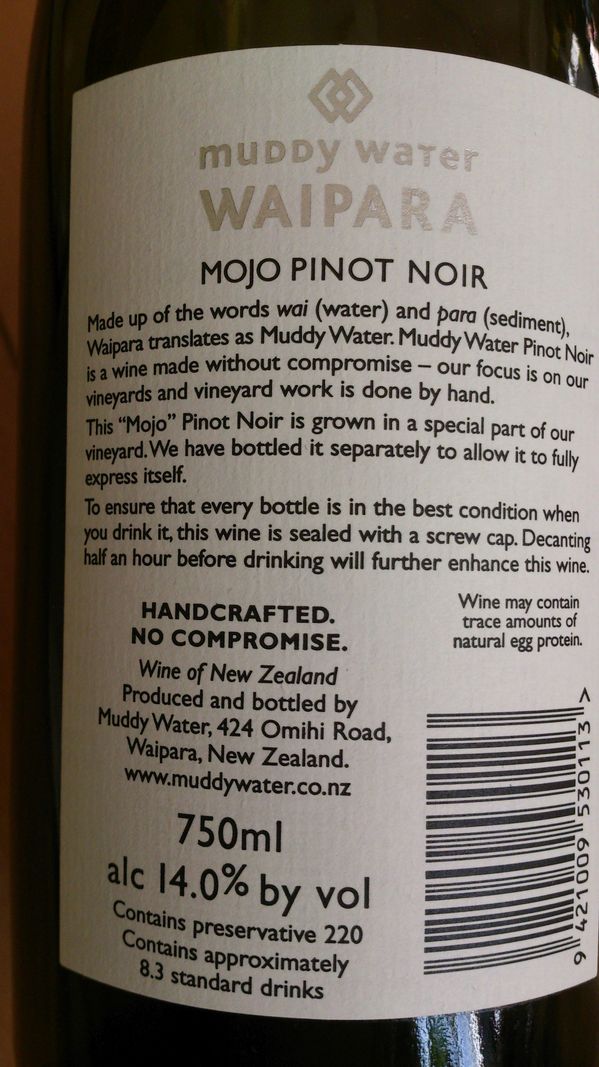 muddy water
WAIPARA
MOJO PINOT NOIR
Made up of the words wai (water) and para (sediment),
Waipara translates as Muddy Water. Muddy Water Pinot Noir
is a wine made without compromise – our focus is on our
vineyards and vineyard work is done by hand.
This “Mojo” Pinot Noir is grown in a special part of our
vineyard. We have bottled it separately to allow it to fully
express itself.
To ensure that every bottle is in the best condition when
you drink it, this wine is sealed with a screw cap. Decanting
half an hour before drinking will further enhance this wine.
HANDCRAFTED.
NO COMPROMISE.
Wine of New Zealand
Produced and bottled by
Muddy Water, 424 Omihi Road,
Waipara, New Zealand.
www.muddywater.co.nz
750ml
alc 14.0% by vol
Contains preservative 220
Contains approximately
8.3 standard drinks
Wine may contain
trace amounts of
natural egg protein.
9 421009 530113 >